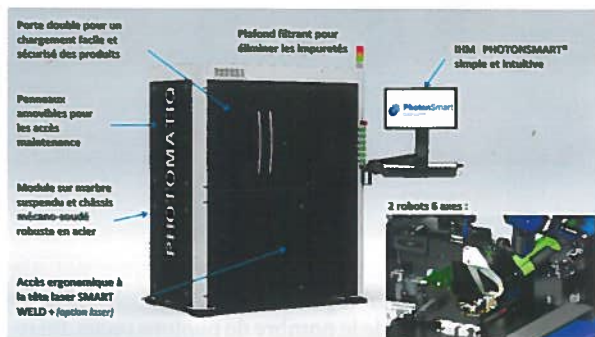 Porte double pour un
chargement facile et
sécurisé des produits
Plafond filtrant pour
éliminer les impuretés
IHM PHOTONSMART®
simple et intuitive
PhotonSmart
Panneaux
amovibles pour
les accès
maintenance
PHOTOMATIQ
Module sur marbre
suspendu et châssis
mécano-soudé
robuste en acier
2 robots 6 axes :
Accès ergonomique à
la tête laser SMART
WELD + (option laser)